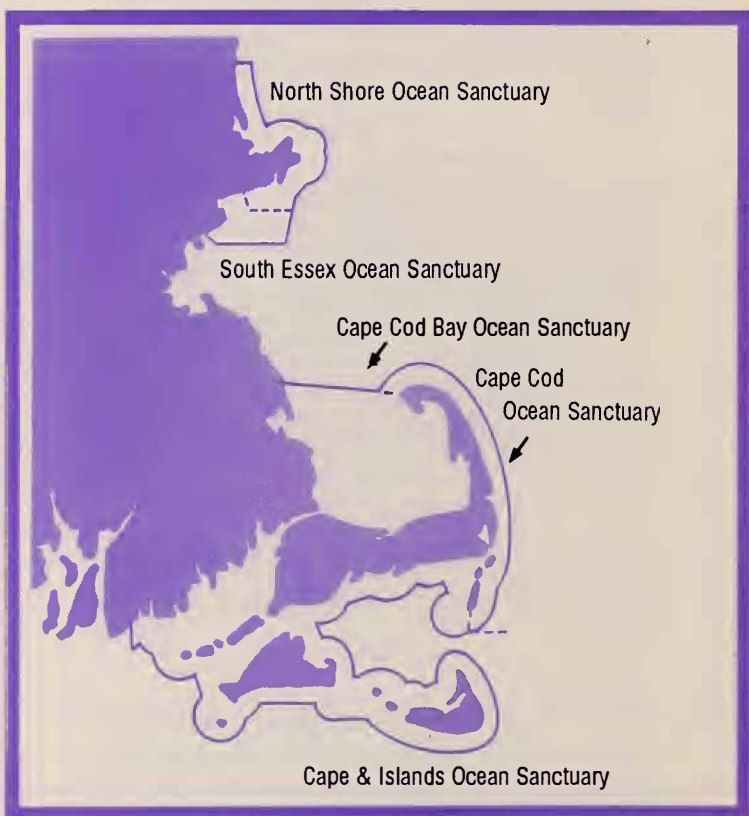 North Shore Ocean Sanctuary
South Essex Ocean Sanctuary
Cape Cod Bay Ocean Sanctuary
Cape Cod
Ocean Sanctuary
Cape & Islands Ocean Sanctuary